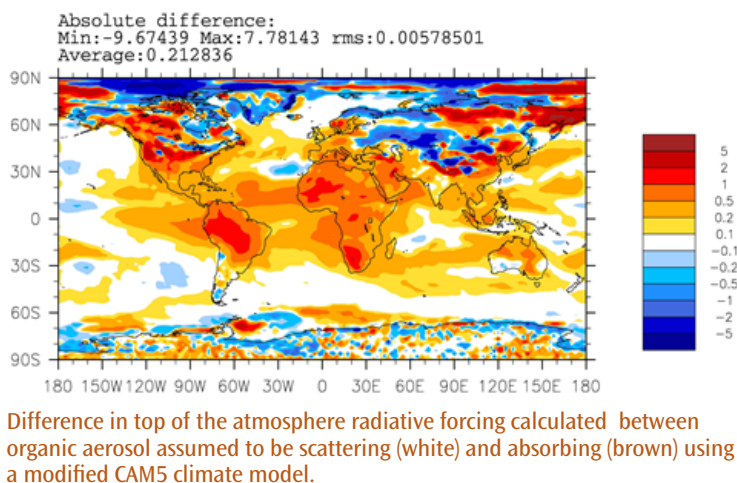 Absolute difference:
Min:-9.67439 Max:7.78143 rms:0.00578501
Average:0.212836
90N
60N
30N
0
30S
60S
90S
180 150W 120W 90W 60W 30W 0 30E 60E 90E 120E 150E 180
5
2
1
0.5
0.2
0.1
-0.1
-0.2
-0.5
-1
-2
-5
Difference in top of the atmosphere radiative forcing calculated between
organic aerosol assumed to be scattering (white) and absorbing (brown) using
a modified CAM5 climate model.